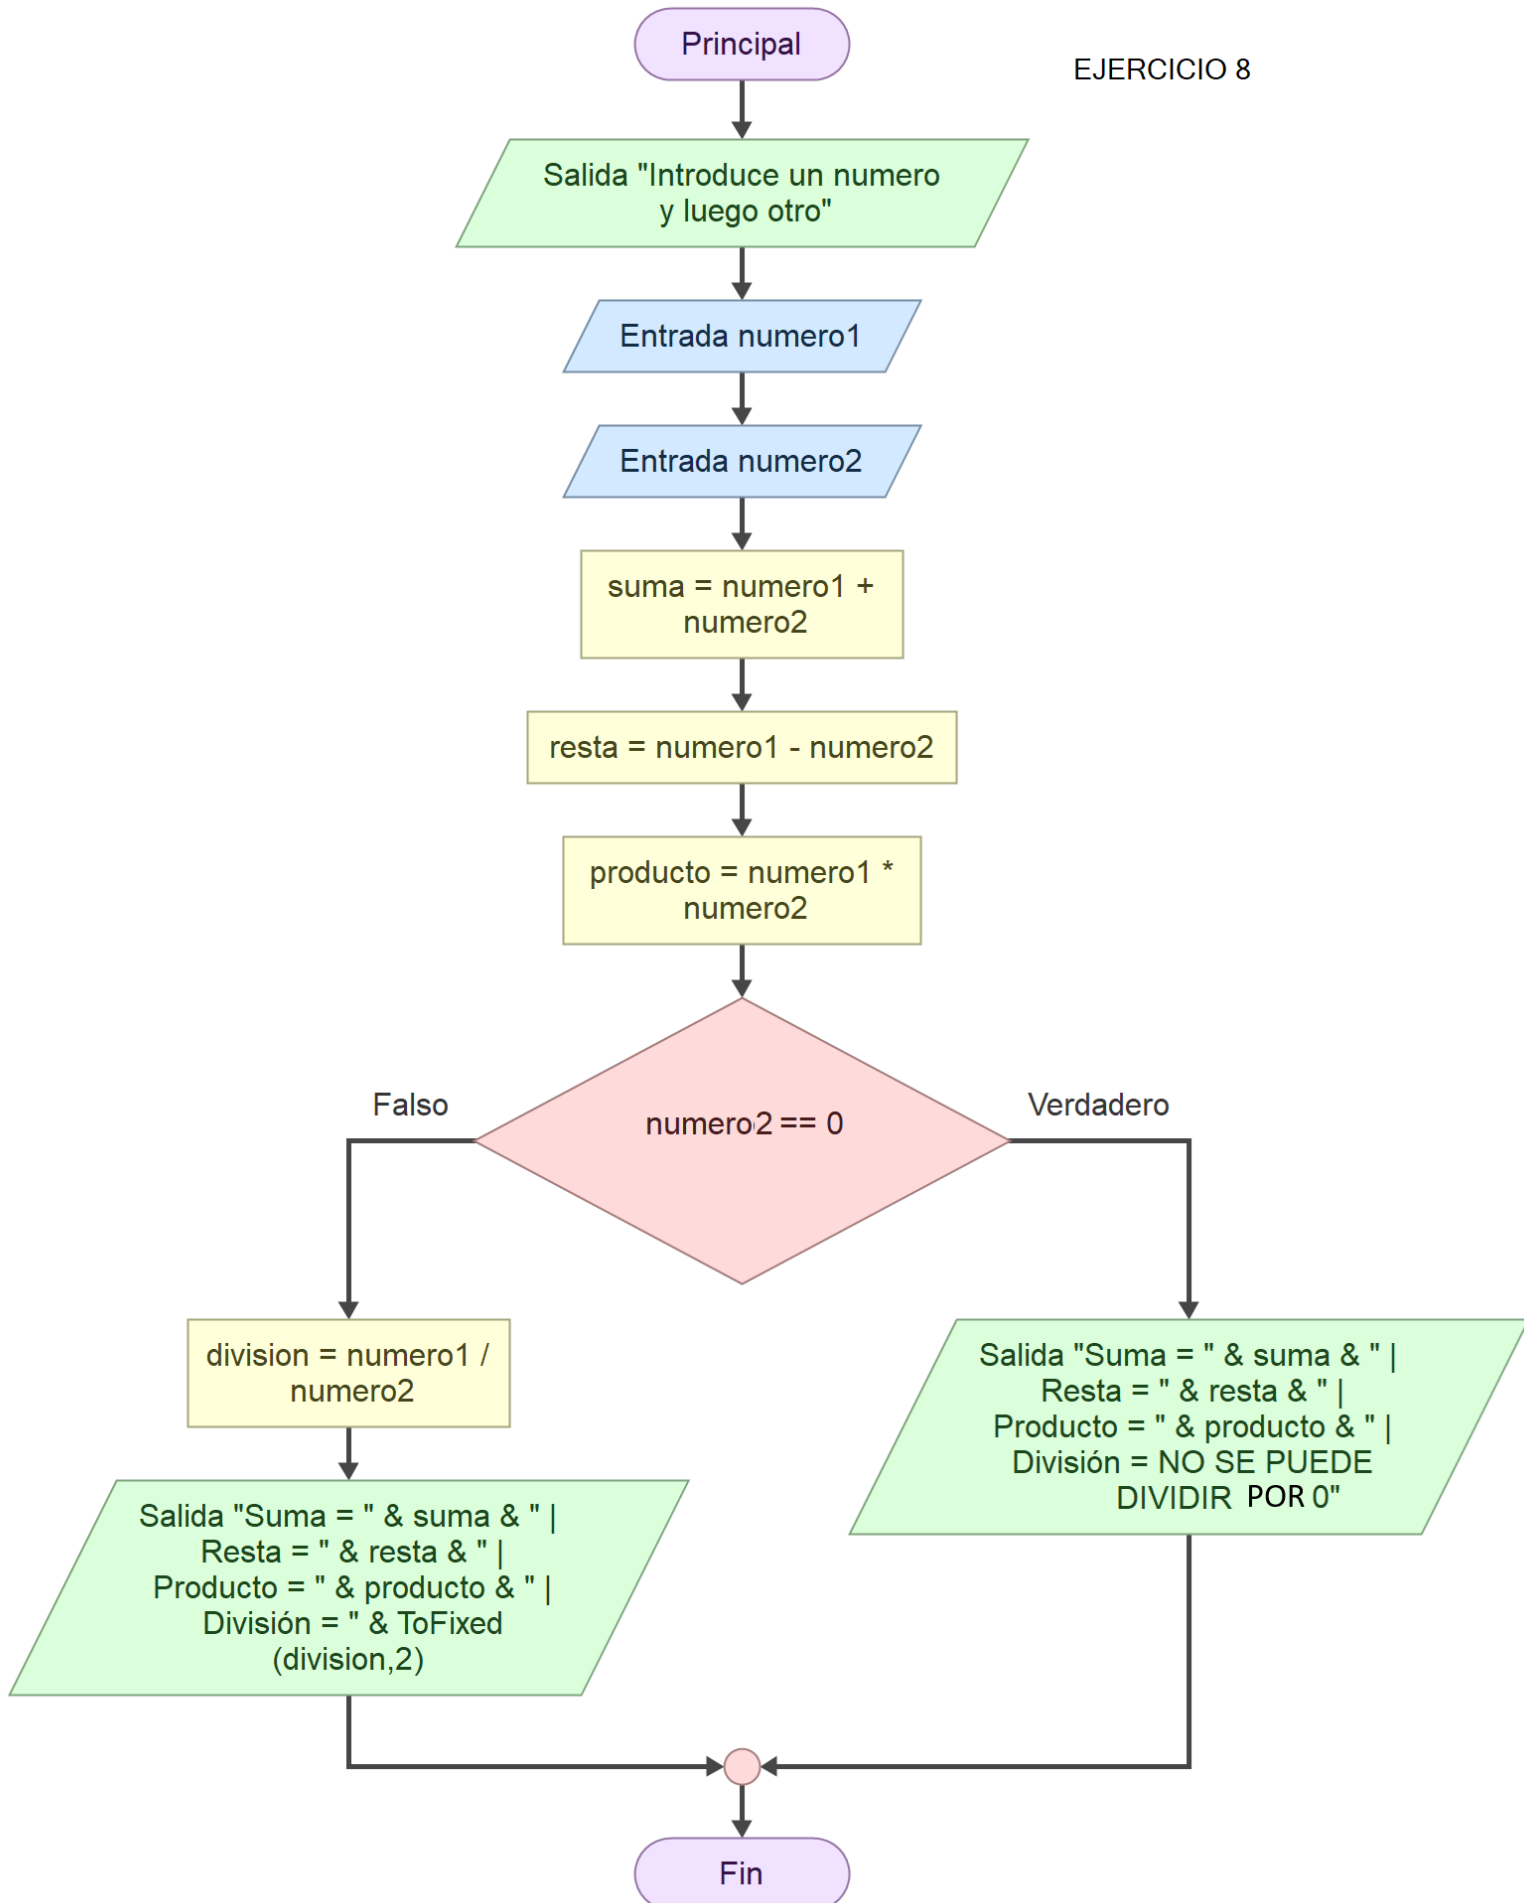 Principal
EJERCICIO 8
Salida "Introduce un numero
y luego otro"
Entrada numero1
Entrada numero2
suma = numero1 +
numero2
resta = numero1 - numero2
producto = numero1 *
numero2
Falso
numero2 == 0
Verdadero
division = numero1 /
numero2
Salida "Suma = " & suma & " |
Resta = " & resta & " |
Producto = " & producto & " |
División = " & ToFixed
(division,2)
Salida "Suma = " & suma & " |
Resta = " & resta & " |
Producto = " & producto & " |
División = NO SE PUEDE
DIVIDIR POR 0"
Fin